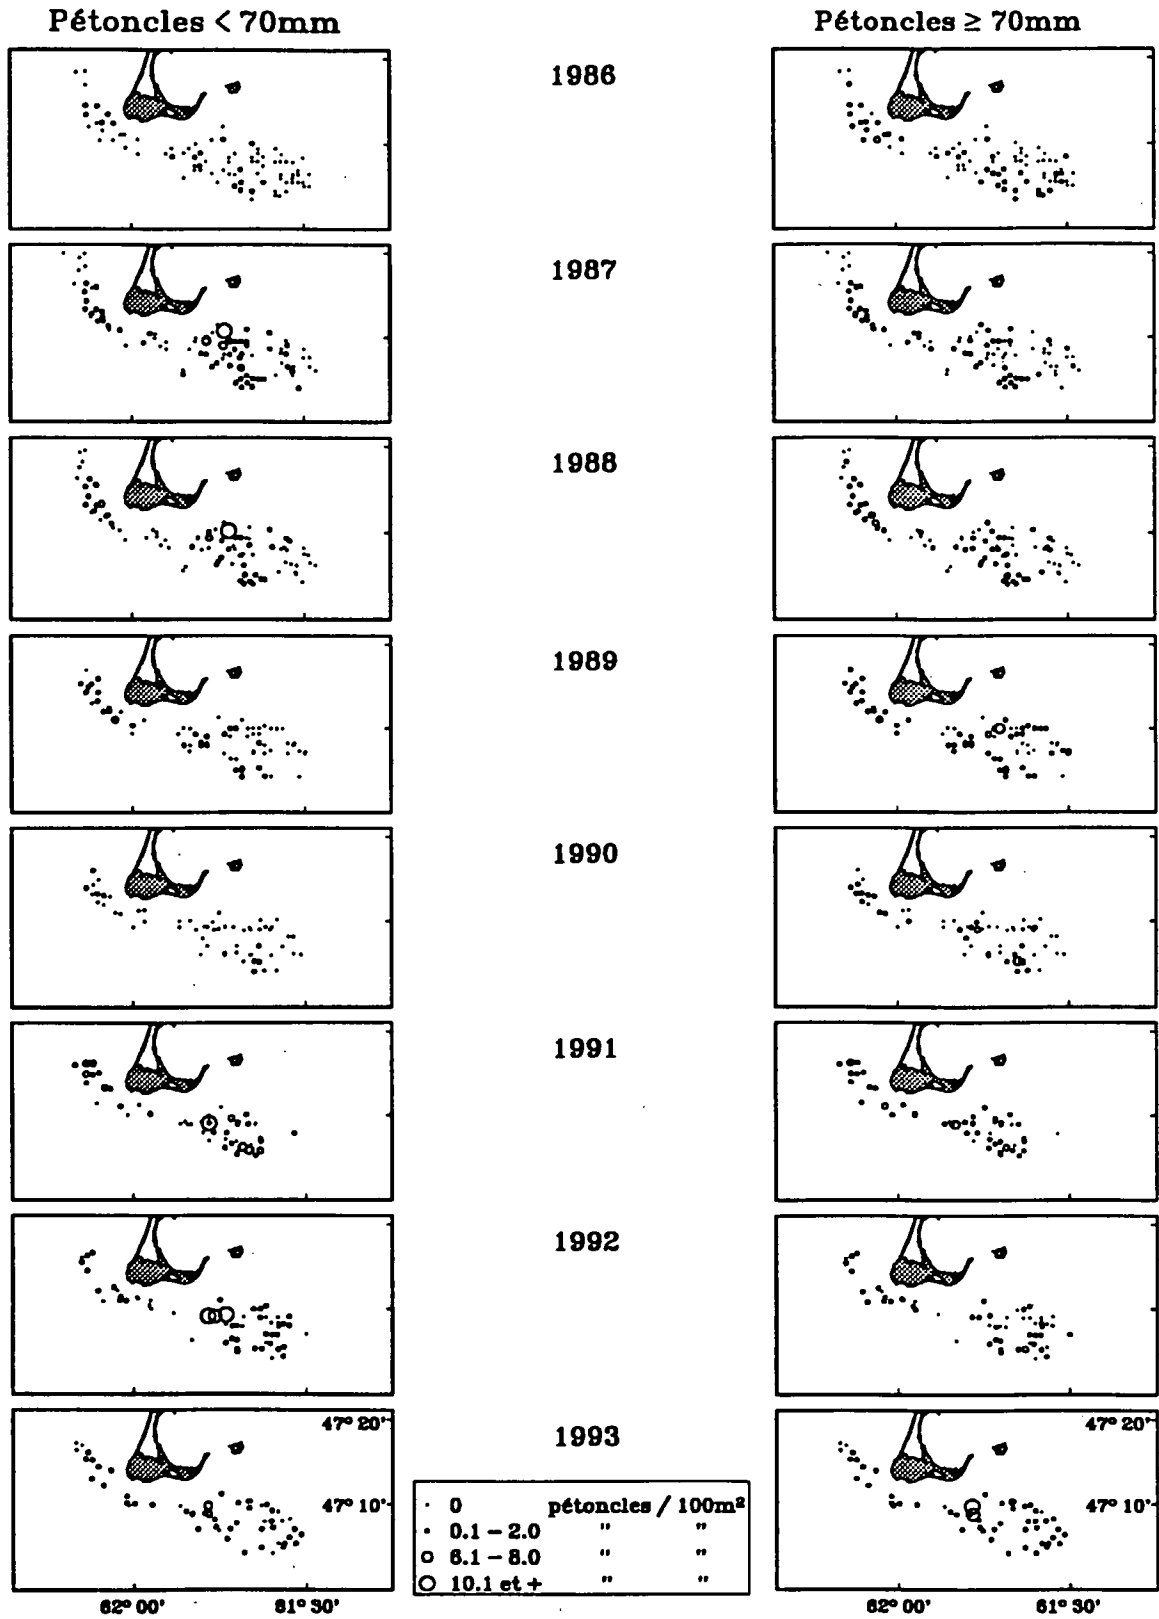 Pétoncles < 70mm
Pétoncles ≥ 70mm
1986
1987
1988
1989
1990
1991
1992
1993
47° 20'
47° 10'
47° 20'
47° 10'
0 pétoncles / 100m²
0.1 – 2.0 " "
6.1 – 8.0 " "
10.1 et + " "
62° 00'
61° 30'
62° 00'
61° 30'